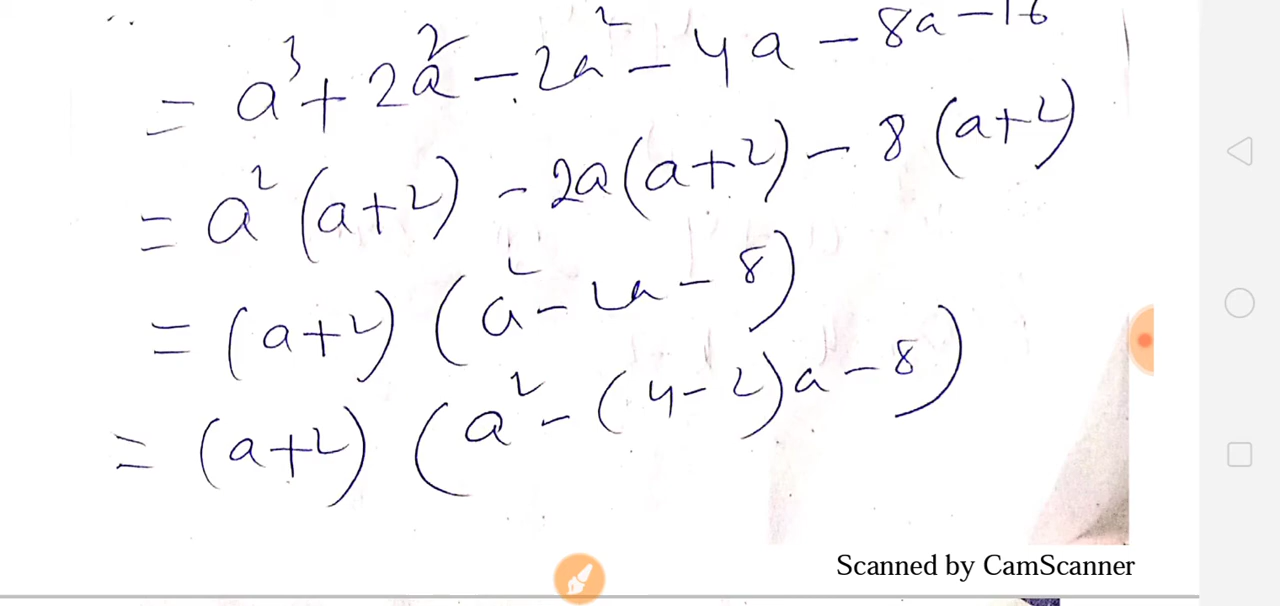 = a³ + 2a² - 2a² - 4a - 8a - 16
= a² (a+2) - 2a(a+2) - 8 (a+2)
= (a+2) (a² - 2a - 8)
= (a+2) (a² - (4-2)a - 8)
Scanned by CamScanner